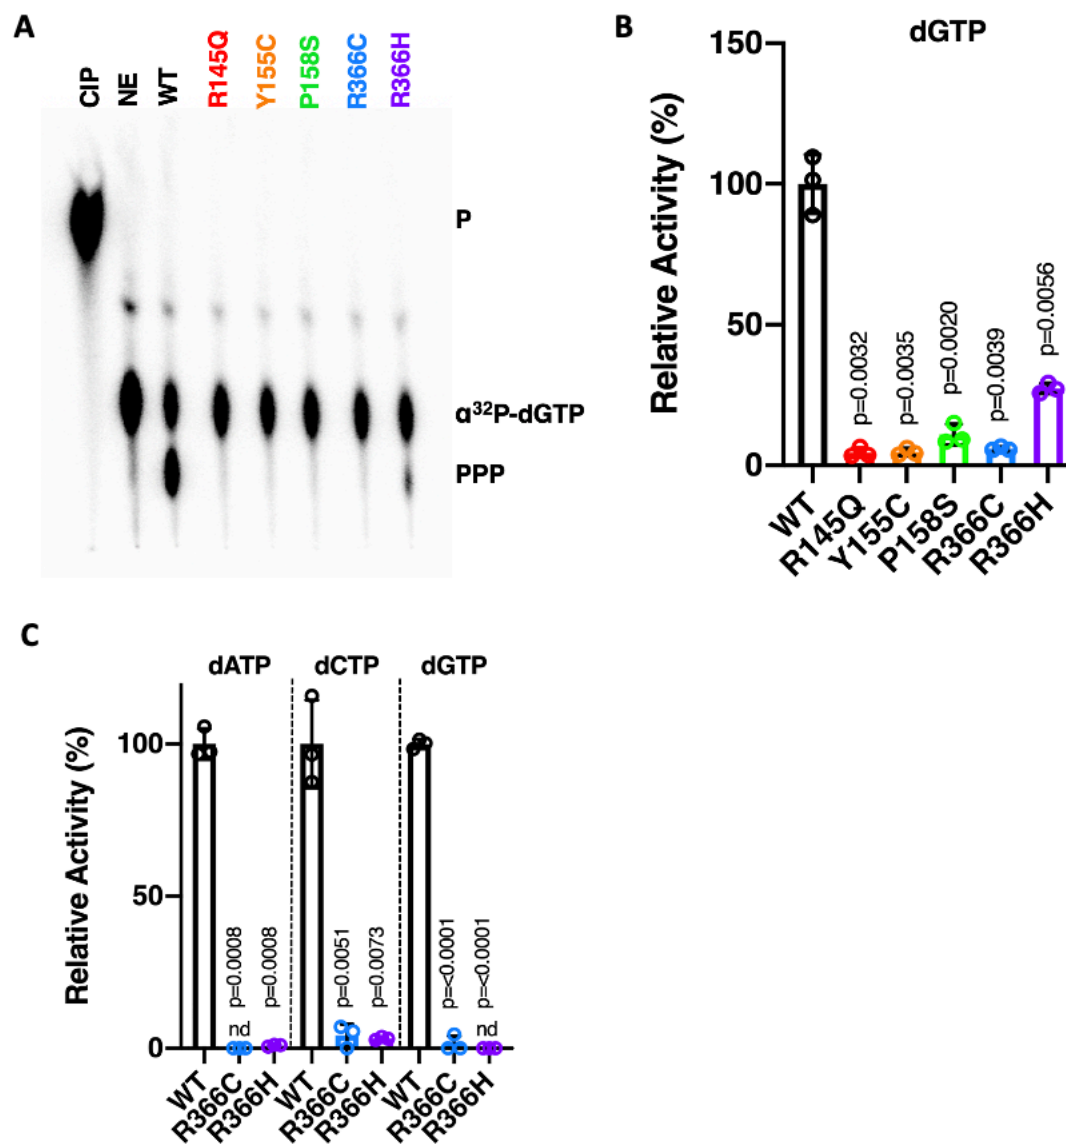 A
CIP NE WT R145Q Y155C P158S R366C R366H
P
α³²P-dGTP
PPP
B
dGTP
Relative Activity (%)
150
100
50
0
p=0.0032 p=0.0035 p=0.0020 p=0.0039 p=0.0056
WT R145Q Y155C P158S R366C R366H
C
dATP dCTP dGTP
Relative Activity (%)
100
50
0
p=0.0008 p=0.0008 p=0.0051 p=0.0073 p=<0.0001 p=<0.0001
nd nd
WT R366C R366H WT R366C R366H WT R366C R366H